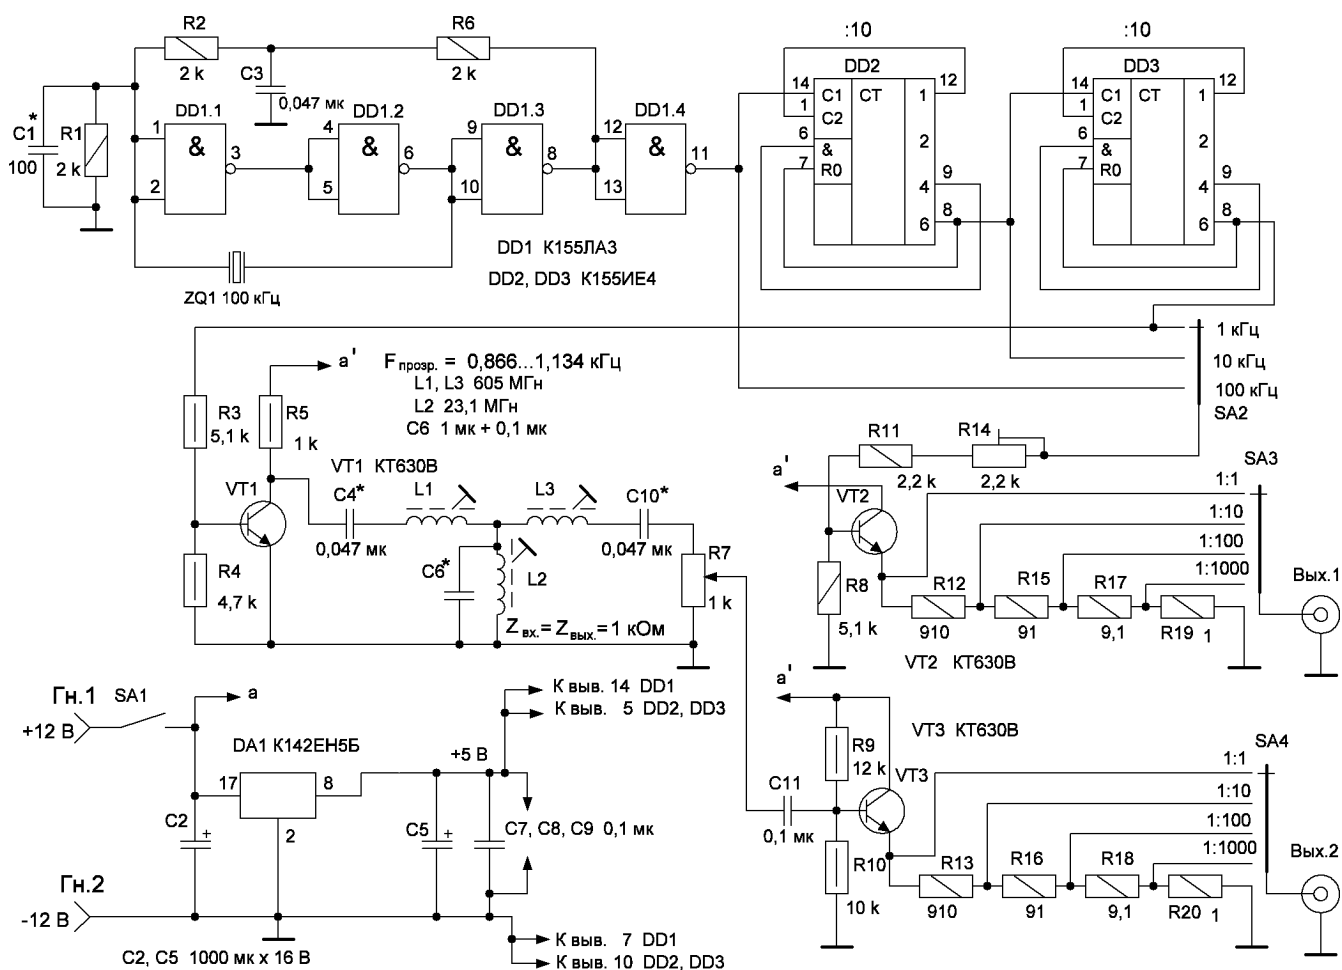 R2
2 k
R6
2 k
C3
0,047 мк
C1
*
100
R1
2 k
DD1.1
&
1
2
3
DD1.2
&
4
5
6
DD1.3
&
9
10
8
DD1.4
&
12
13
11
DD1 К155ЛА3
DD2, DD3 К155ИЕ4
ZQ1 100 кГц
:10
DD2
14
1
6
7
C1
C2
&
R0
CT
1
2
4
6
12
9
8
:10
DD3
14
1
6
7
C1
C2
&
R0
CT
1
2
4
6
12
9
8
1 кГц
10 кГц
100 кГц
SA2
a'
F прозр. = 0,866...1,134 кГц
L1, L3 605 МГн
L2 23,1 МГн
C6 1 мк + 0,1 мк
R3
5,1 k
R5
1 k
VT1 КТ630В
VT1
C4*
0,047 мк
L1
L3
C10*
0,047 мк
R4
4,7 k
C6*
L2
R7
1 k
Z вх. = Z вых. = 1 кОм
R11
2,2 k
R14
2,2 k
a'
VT2
SA3
1:1
1:10
1:100
1:1000
Вых.1
R8
5,1 k
R12
910
R15
91
R17
9,1
R19 1
VT2 КТ630В
Гн.1
+12 В
SA1
a
DA1 К142ЕН5Б
17
8
2
C2
+
Гн.2
-12 В
C2, C5 1000 мк x 16 В
+5 В
C5
+
C7, C8, C9 0,1 мк
К выв. 14 DD1
К выв. 5 DD2, DD3
К выв. 7 DD1
К выв. 10 DD2, DD3
a'
R9
12 k
VT3 КТ630В
VT3
C11
0,1 мк
R10
10 k
SA4
1:1
1:10
1:100
1:1000
Вых.2
R13
910
R16
91
R18
9,1
R20 1